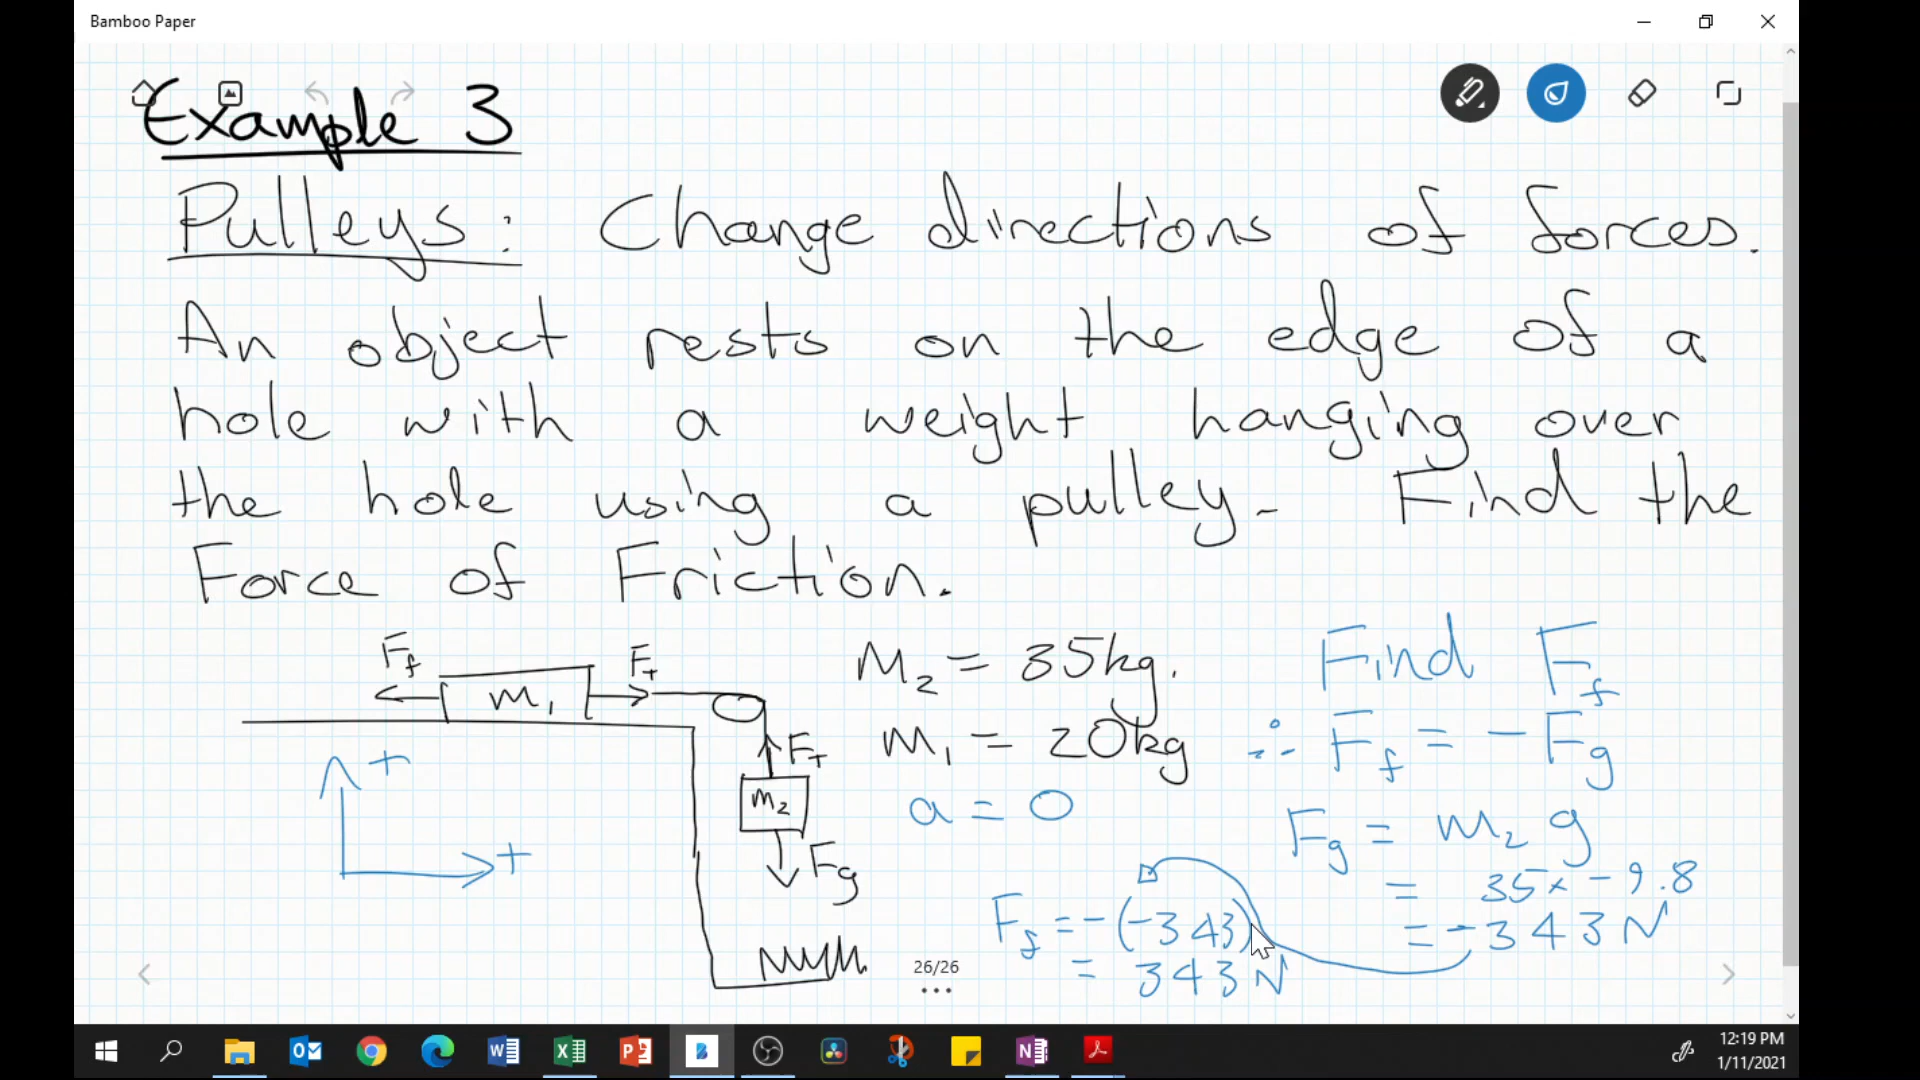 Bamboo Paper
Example 3
Pulleys: Change directions of forces.
An object rests on the edge of a
hole with a weight hanging over
the hole using a pulley. Find the
Force of Friction.
Ff m1 FT
M2 = 35kg.
Find Ff
m1 = 20kg
∴ Ff = - Fg
+
FT
m2
a = 0
Fg = m2 g
+
Fg
= 35 x - 9.8
Ff = - (-343)
= - 343 N
= 343 N
26/26
12:19 PM
1/11/2021